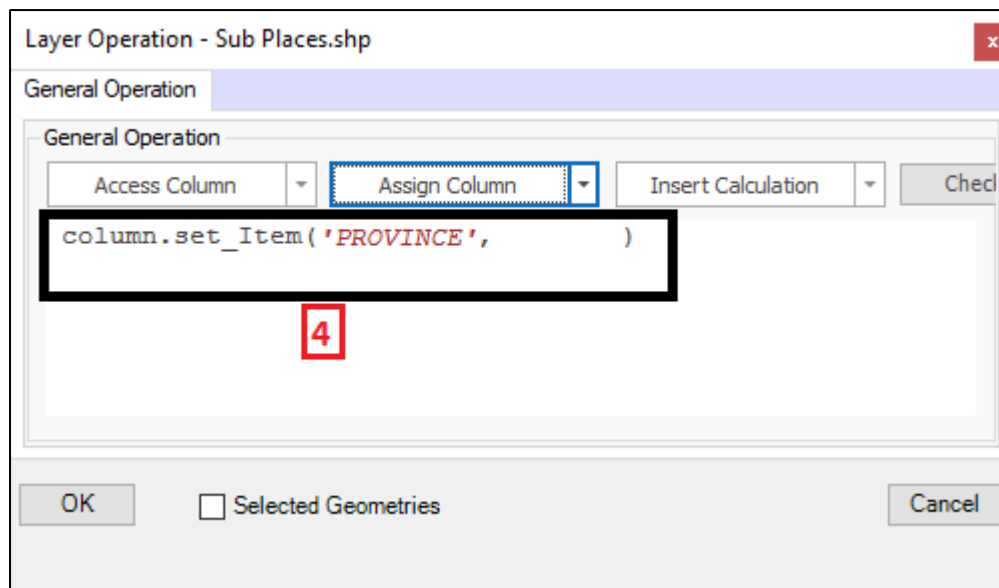 Layer Operation - Sub Places.shp
x
General Operation
General Operation
Access Column Assign Column Insert Calculation Checl
column.set_Item('PROVINCE', )
4
OK Selected Geometries Cancel